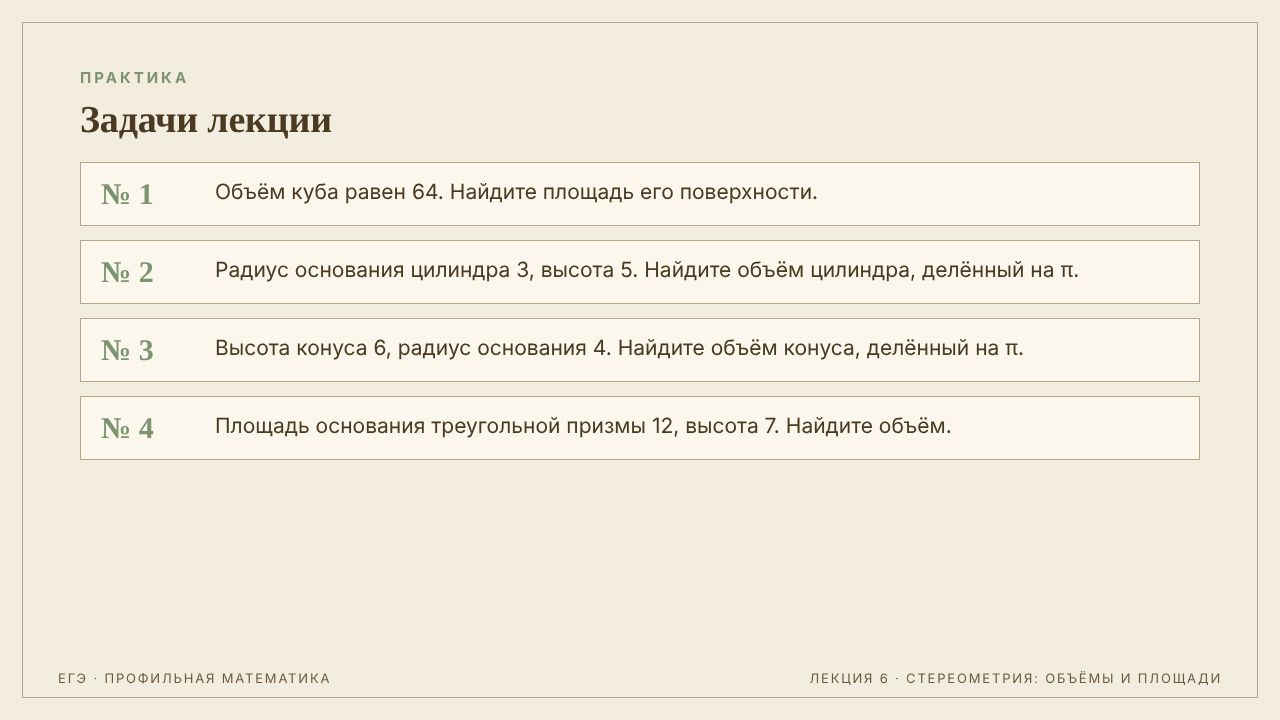 ПРАКТИКА
Задачи лекции
№ 1 Объём куба равен 64. Найдите площадь его поверхности.
№ 2 Радиус основания цилиндра 3, высота 5. Найдите объём цилиндра, делённый на π.
№ 3 Высота конуса 6, радиус основания 4. Найдите объём конуса, делённый на π.
№ 4 Площадь основания треугольной призмы 12, высота 7. Найдите объём.
ЕГЭ · ПРОФИЛЬНАЯ МАТЕМАТИКА
ЛЕКЦИЯ 6 · СТЕРЕОМЕТРИЯ: ОБЪЁМЫ И ПЛОЩАДИ